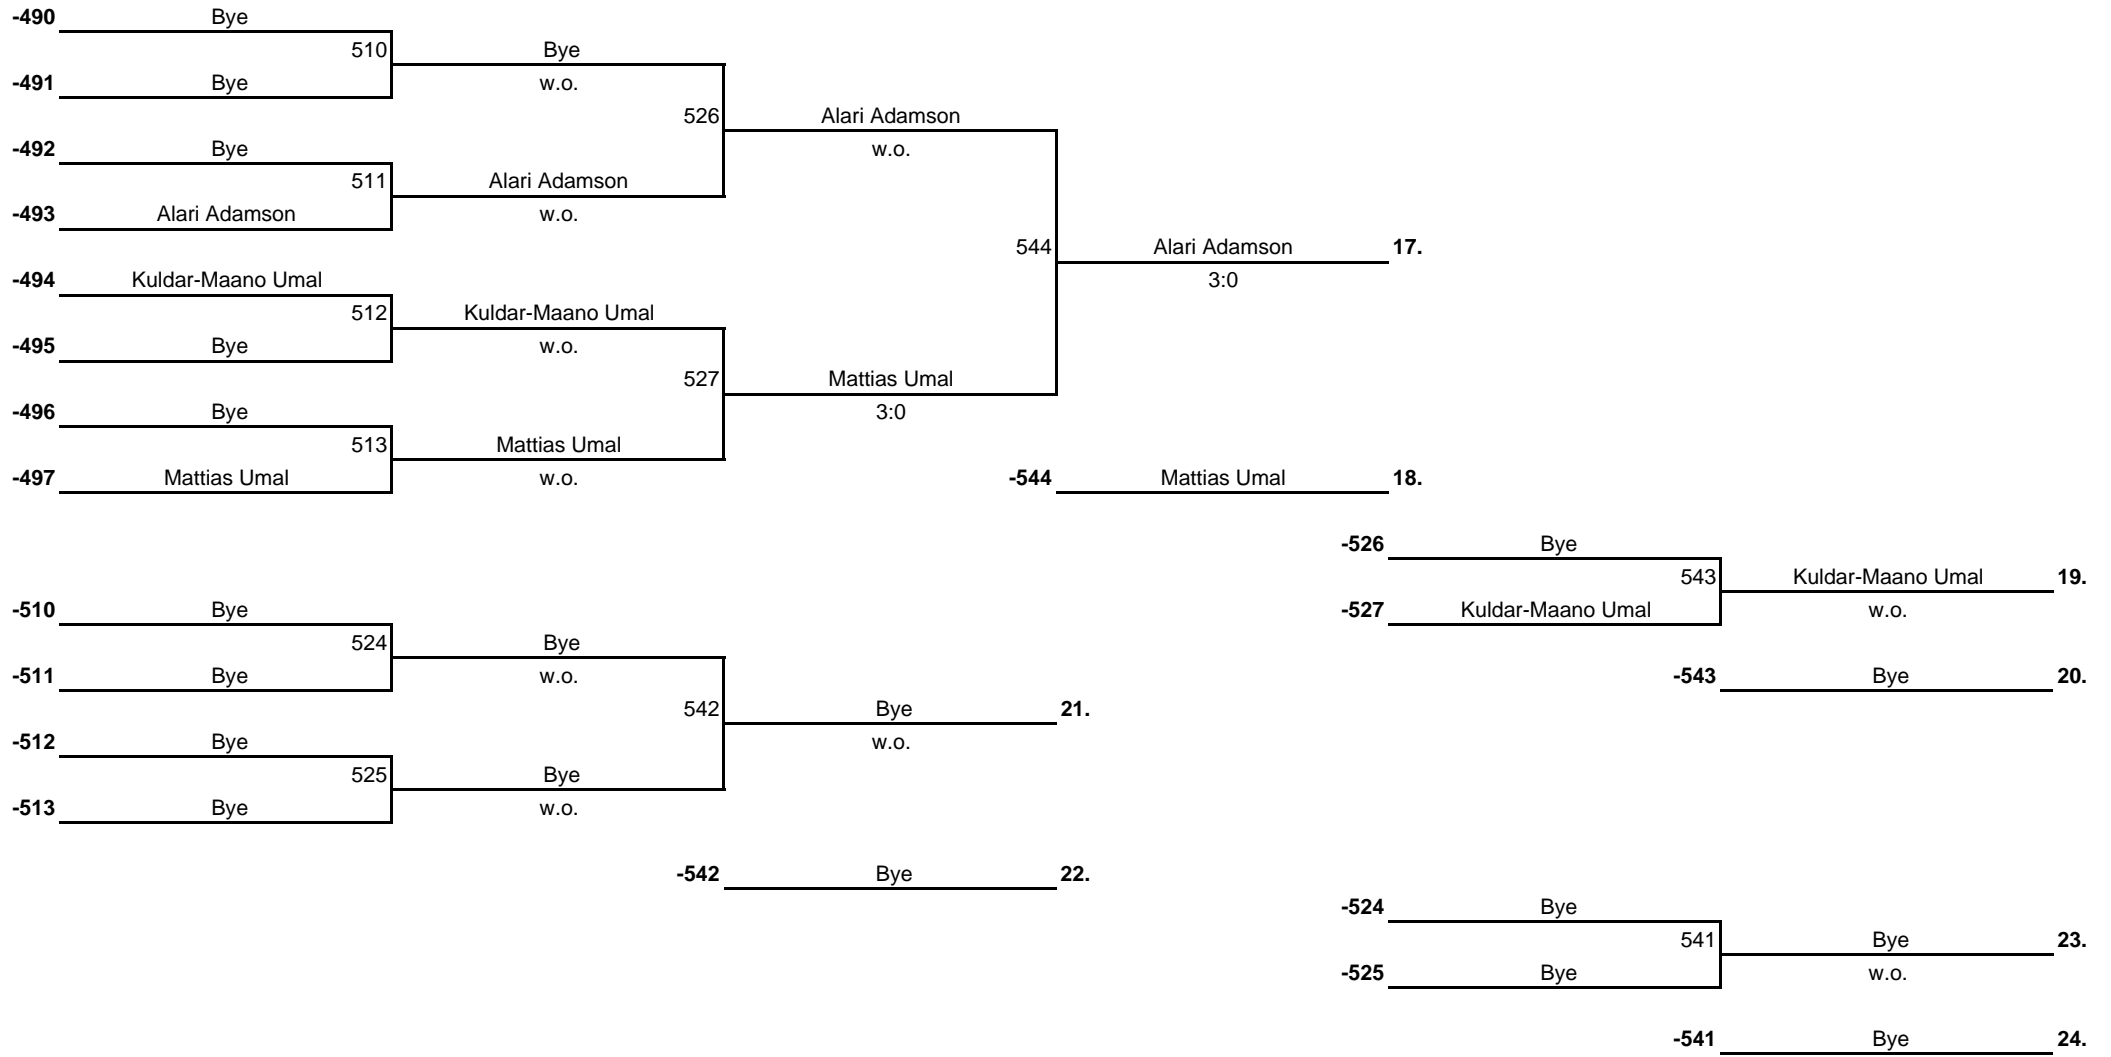 -490 Bye
510 Bye
-491 Bye w.o.
526 Alari Adamson
-492 Bye w.o.
511 Alari Adamson
-493 Alari Adamson w.o.
544 Alari Adamson 17.
-494 Kuldar-Maano Umal 3:0
512 Kuldar-Maano Umal
-495 Bye w.o.
527 Mattias Umal
-496 Bye 3:0
513 Mattias Umal
-497 Mattias Umal w.o. -544 Mattias Umal 18.
-526 Bye
543 Kuldar-Maano Umal 19.
-510 Bye -527 Kuldar-Maano Umal w.o.
524 Bye
-511 Bye w.o. -543 Bye 20.
542 Bye 21.
-512 Bye w.o.
525 Bye
-513 Bye w.o.
-542 Bye 22.
-524 Bye
541 Bye 23.
-525 Bye w.o.
-541 Bye 24.